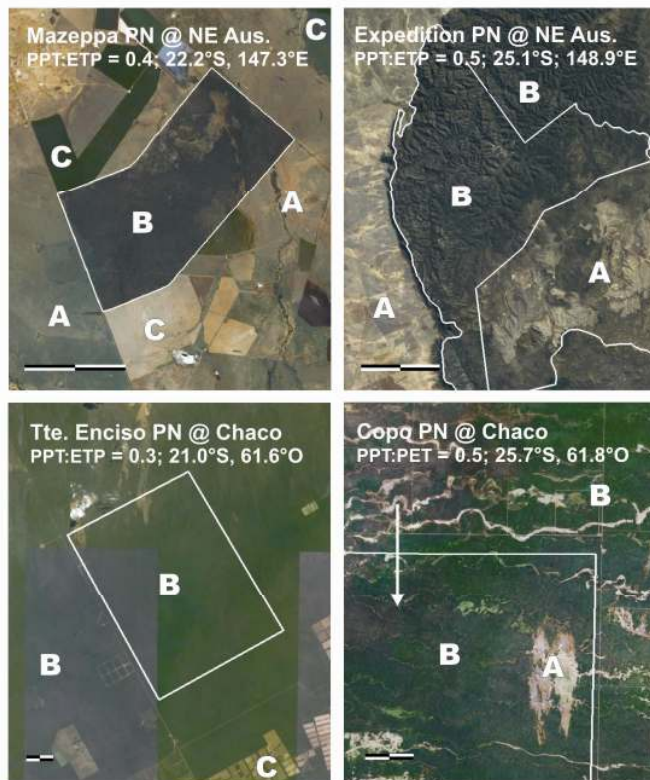 Mazeppa PN @ NE Aus.
PPT:ETP = 0.4; 22.2°S, 147.3°E
C
C
B
A
A
C
Expedition PN @ NE Aus.
PPT:ETP = 0.5; 25.1°S, 148.9°E
B
B
A
A
Tte. Enciso PN @ Chaco
PPT:ETP = 0.3; 21.0°S, 61.6°O
B
B
C
Copo PN @ Chaco
PPT:PET = 0.5; 25.7°S, 61.8°O
B
B
A